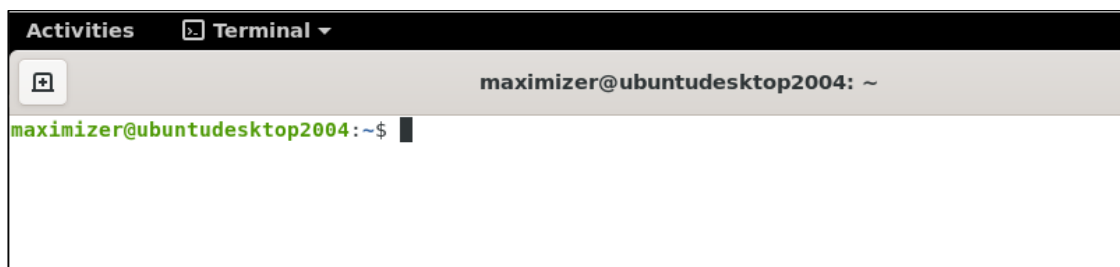 Activities Terminal
maximizer@ubuntudesktop2004: ~
maximizer@ubuntudesktop2004:~$